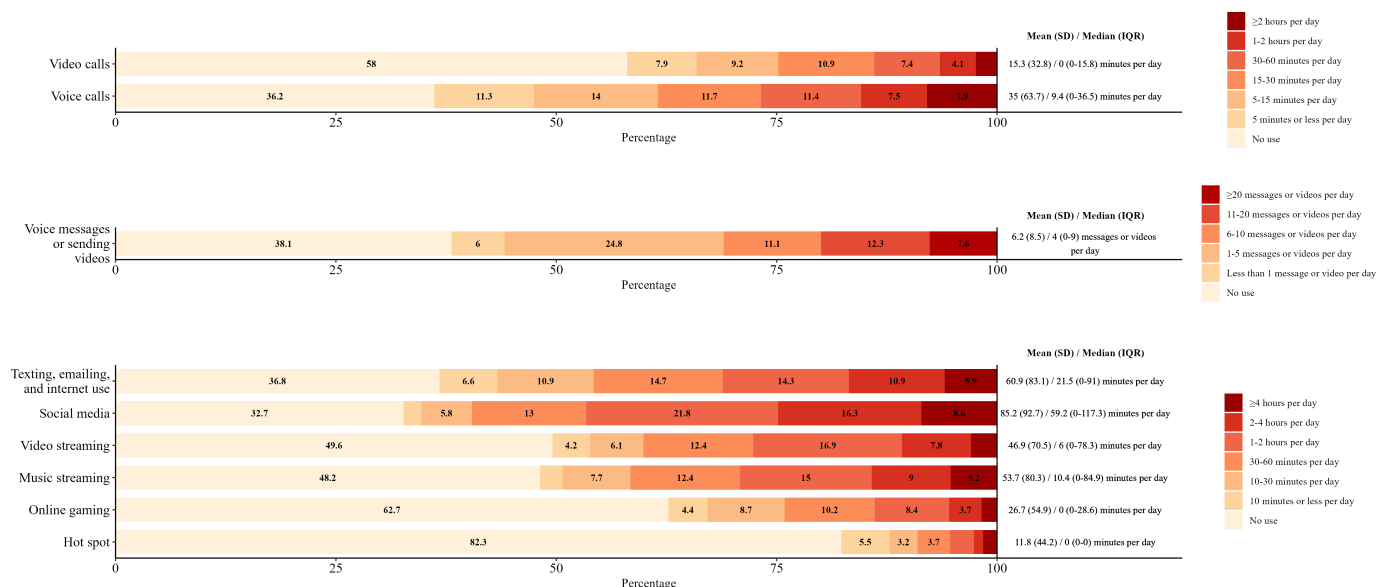 Mean (SD) / Median (IQR)
Video calls 58 7.9 9.2 10.9 7.4 4.1 15.3 (32.8) / 0 (0-15.8) minutes per day
Voice calls 36.2 11.3 14 11.7 11.4 7.5 7.9 35 (63.7) / 9.4 (0-36.5) minutes per day
0 25 50 75 100
Percentage
≥2 hours per day
1-2 hours per day
30-60 minutes per day
15-30 minutes per day
5-15 minutes per day
5 minutes or less per day
No use
Mean (SD) / Median (IQR)
Voice messages
or sending
videos
38.1 6 24.8 11.1 12.3 7.6
6.2 (8.5) / 4 (0-9) messages or videos
per day
0 25 50 75 100
Percentage
≥20 messages or videos per day
11-20 messages or videos per day
6-10 messages or videos per day
1-5 messages or videos per day
Less than 1 message or video per day
No use
Mean (SD) / Median (IQR)
Texting, emailing,
and internet use
36.8 6.6 10.9 14.7 14.3 10.9 5.9 60.9 (83.1) / 21.5 (0-91) minutes per day
Social media 32.7 5.8 13 21.8 16.3 8.6 85.2 (92.7) / 59.2 (0-117.3) minutes per day
Video streaming 49.6 4.2 6.1 12.4 16.9 7.8 46.9 (70.5) / 6 (0-78.3) minutes per day
Music streaming 48.2 7.7 12.4 15 9 5.2 53.7 (80.3) / 10.4 (0-84.9) minutes per day
Online gaming 62.7 4.4 8.7 10.2 8.4 3.7 26.7 (54.9) / 0 (0-28.6) minutes per day
Hot spot 82.3 5.5 3.2 3.7 11.8 (44.2) / 0 (0-0) minutes per day
0 25 50 75 100
Percentage
≥4 hours per day
2-4 hours per day
1-2 hours per day
30-60 minutes per day
10-30 minutes per day
10 minutes or less per day
No use